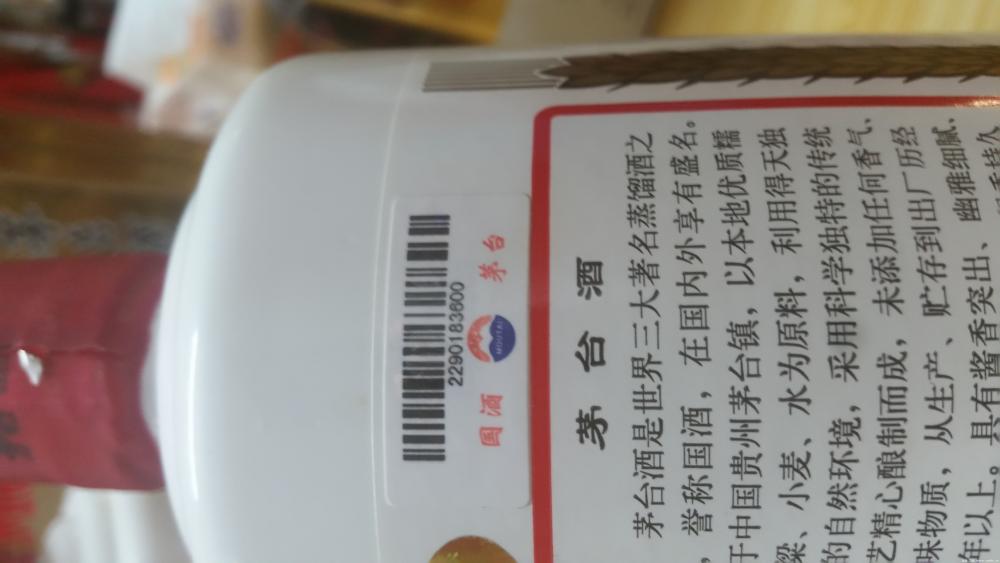 2290183600
国酒 茅台
MOUTAI
茅台酒
茅台酒是世界三大著名蒸馏酒之
，誉称国酒，在国内外享有盛名。
于中国贵州茅台镇，以本地优质糯
粱、小麦、水为原料，利用得天独
的自然环境，采用科学独特的传统
艺精心酿制而成，未添加任何香气、
味物质，从生产、贮存到出厂历经
年以上。具有酱香突出、幽雅细腻、